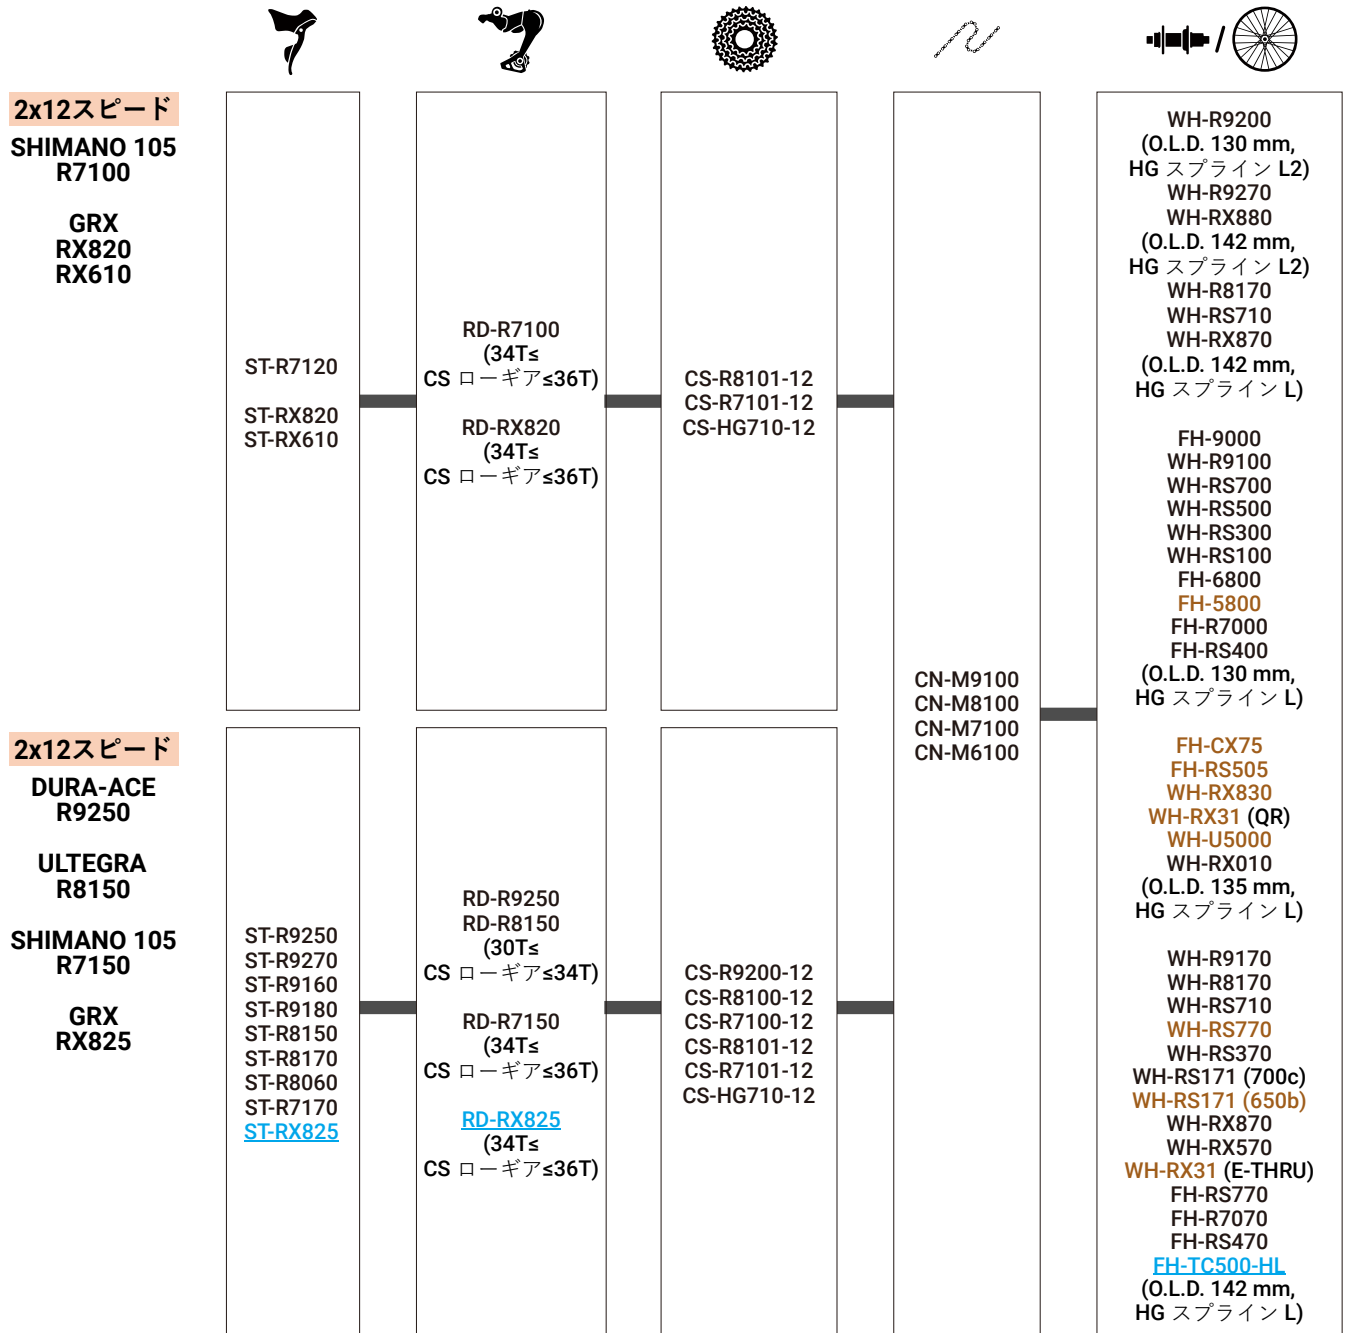 2x12スピード
SHIMANO 105
R7100
GRX
RX820
RX610
ST-R7120
ST-RX820
ST-RX610
RD-R7100
(34T≤
CS ローギア≤36T)
RD-RX820
(34T≤
CS ローギア≤36T)
CS-R8101-12
CS-R7101-12
CS-HG710-12
2x12スピード
DURA-ACE
R9250
ULTEGRA
R8150
SHIMANO 105
R7150
GRX
RX825
ST-R9250
ST-R9270
ST-R9160
ST-R9180
ST-R8150
ST-R8170
ST-R8060
ST-R7170
ST-RX825
RD-R9250
RD-R8150
(30T≤
CS ローギア≤34T)
RD-R7150
(34T≤
CS ローギア≤36T)
RD-RX825
(34T≤
CS ローギア≤36T)
CS-R9200-12
CS-R8100-12
CS-R7100-12
CS-R8101-12
CS-R7101-12
CS-HG710-12
CN-M9100
CN-M8100
CN-M7100
CN-M6100
/
WH-R9200
(O.L.D. 130 mm,
HG スプライン L2)
WH-R9270
WH-RX880
(O.L.D. 142 mm,
HG スプライン L2)
WH-R8170
WH-RS710
WH-RX870
(O.L.D. 142 mm,
HG スプライン L)
FH-9000
WH-R9100
WH-RS700
WH-RS500
WH-RS300
WH-RS100
FH-6800
FH-5800
FH-R7000
FH-RS400
(O.L.D. 130 mm,
HG スプライン L)
FH-CX75
FH-RS505
WH-RX830
WH-RX31 (QR)
WH-U5000
WH-RX010
(O.L.D. 135 mm,
HG スプライン L)
WH-R9170
WH-R8170
WH-RS710
WH-RS770
WH-RS370
WH-RS171 (700c)
WH-RS171 (650b)
WH-RX870
WH-RX570
WH-RX31 (E-THRU)
FH-RS770
FH-R7070
FH-RS470
FH-TC500-HL
(O.L.D. 142 mm,
HG スプライン L)